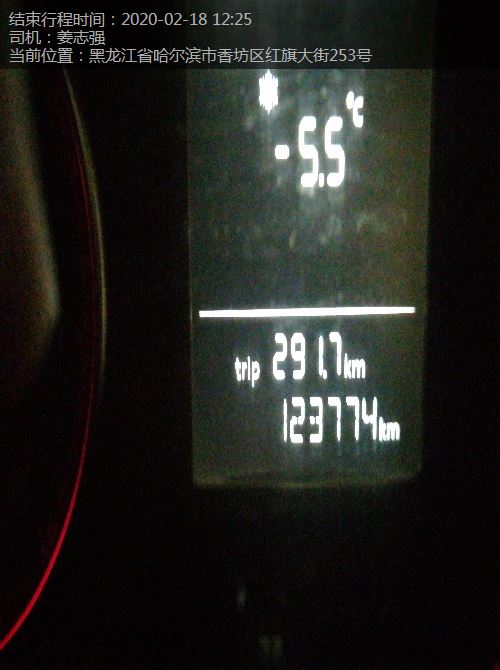 结束行程时间：2020-02-18 12:25
司机：姜志强
当前位置：黑龙江省哈尔滨市香坊区红旗大街253号
-5.5°C
trip 291.7km
123774km